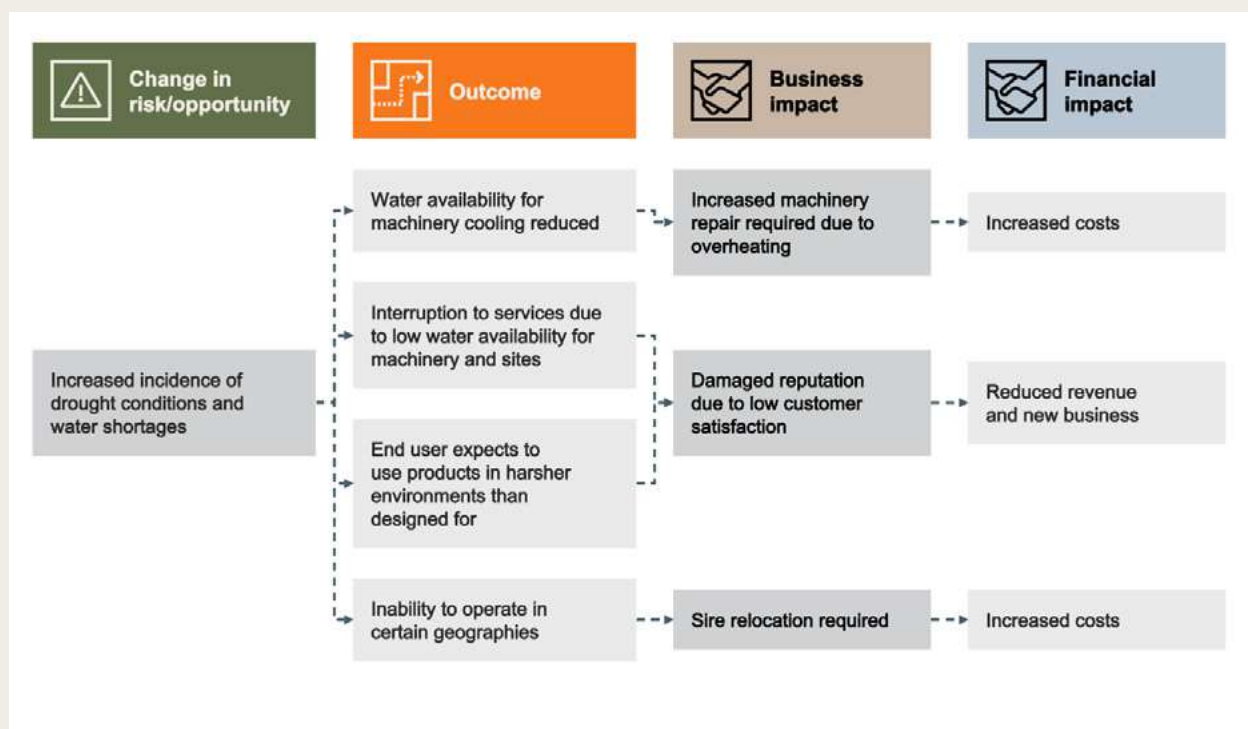 Change in
risk/opportunity
Outcome
Business
impact
Financial
impact
Water availability for
machinery cooling reduced
Increased machinery
repair required due to
overheating
Increased costs
Interruption to services due
to low water availability for
machinery and sites
Increased incidence of
drought conditions and
water shortages
Damaged reputation
due to low customer
satisfaction
Reduced revenue
and new business
End user expects to
use products in harsher
environments than
designed for
Inability to operate in
certain geographies
Sire relocation required
Increased costs